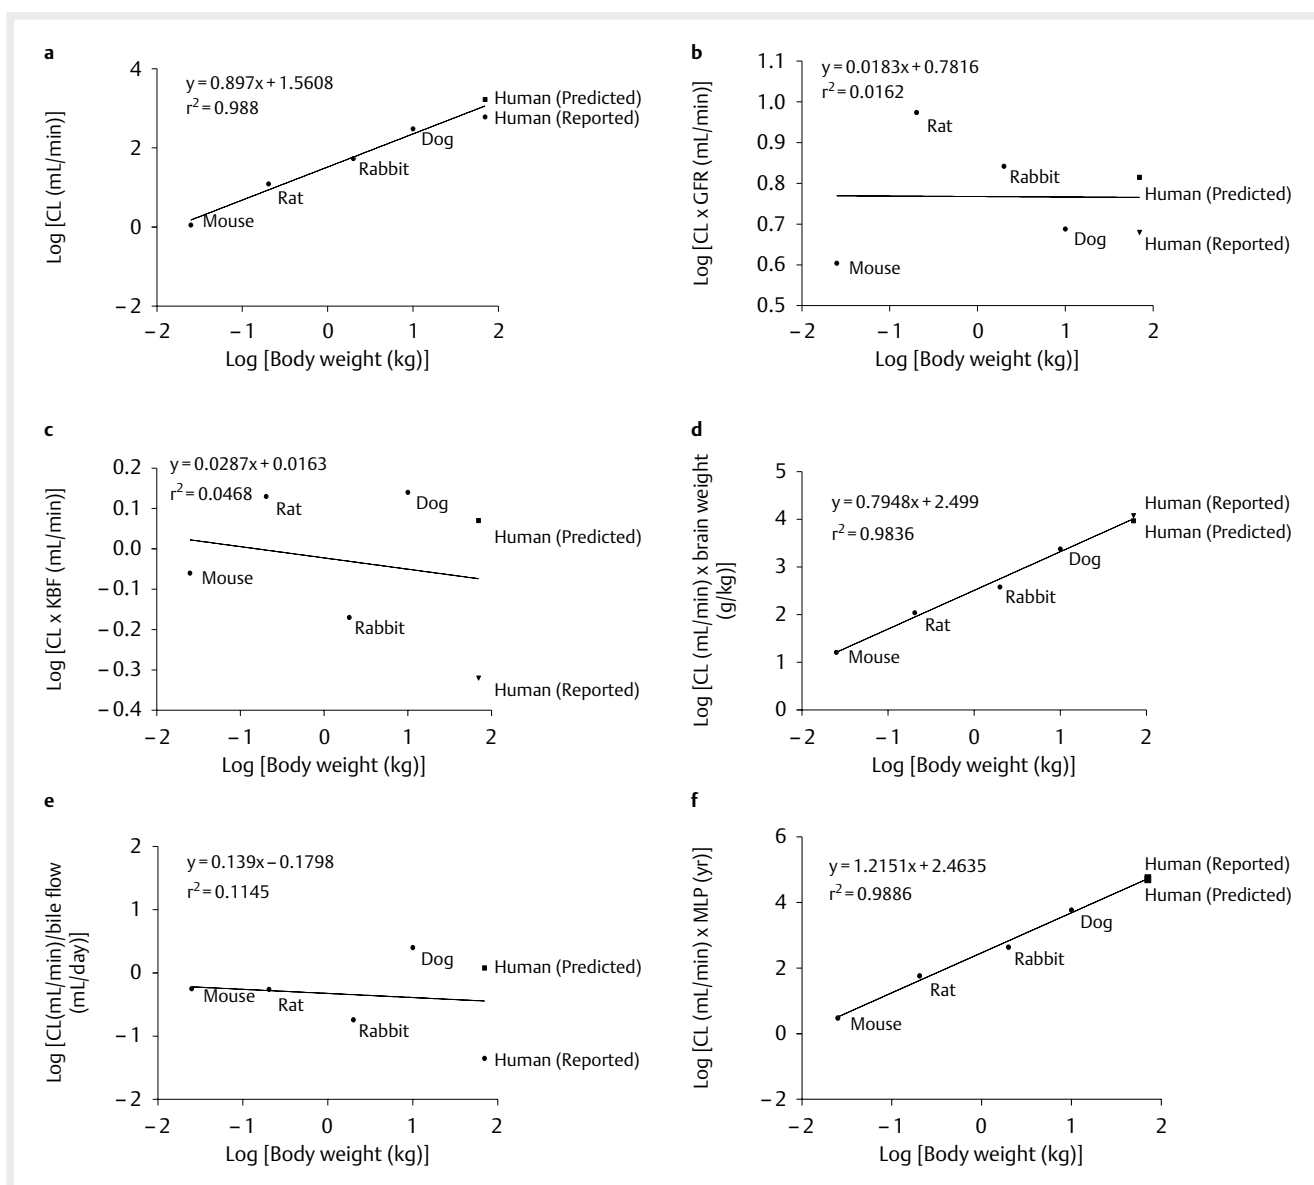 a
y = 0.897x + 1.5608
r² = 0.988
Log [CL (mL/min)]
4
2
0
– 2
– 2
– 1
0
1
2
Mouse
Rat
Rabbit
Dog
Human (Predicted)
Human (Reported)
Log [Body weight (kg)]
b
y = 0.0183x + 0.7816
r² = 0.0162
Log [CL x GFR (mL/min)]
1.1
1.0
0.9
0.8
0.7
0.6
0.5
– 2
– 1
0
1
2
Rat
Rabbit
Human (Predicted)
Dog
Human (Reported)
Mouse
Log [Body weight (kg)]
c
y = 0.0287x + 0.0163
r² = 0.0468
Log [CL x KBF (mL/min)]
0.2
0.1
0.0
– 0.1
– 0.2
– 0.3
– 0.4
– 2
– 1
0
1
2
Rat
Dog
Human (Predicted)
Mouse
Rabbit
Human (Reported)
Log [Body weight (kg)]
d
y = 0.7948x + 2.499
r² = 0.9836
Log [CL (mL/min) x brain weight
(g/kg)]
5
4
3
2
1
0
– 2
– 1
0
1
2
Human (Reported)
Human (Predicted)
Dog
Rabbit
Rat
Mouse
Log [Body weight (kg)]
e
y = 0.139x – 0.1798
r² = 0.1145
Log [CL(mL/min)/bile flow
(mL/day)]
2
1
0
– 1
– 2
– 2
– 1
0
1
2
Dog
Human (Predicted)
Mouse
Rat
Rabbit
Human (Reported)
Log [Body weight (kg)]
f
y = 1.2151x + 2.4635
r² = 0.9886
Log [CL (mL/min) x MLP (yr)]
6
4
2
0
– 2
– 2
– 1
0
1
2
Human (Reported)
Human (Predicted)
Dog
Rabbit
Rat
Mouse
Log [Body weight (kg)]